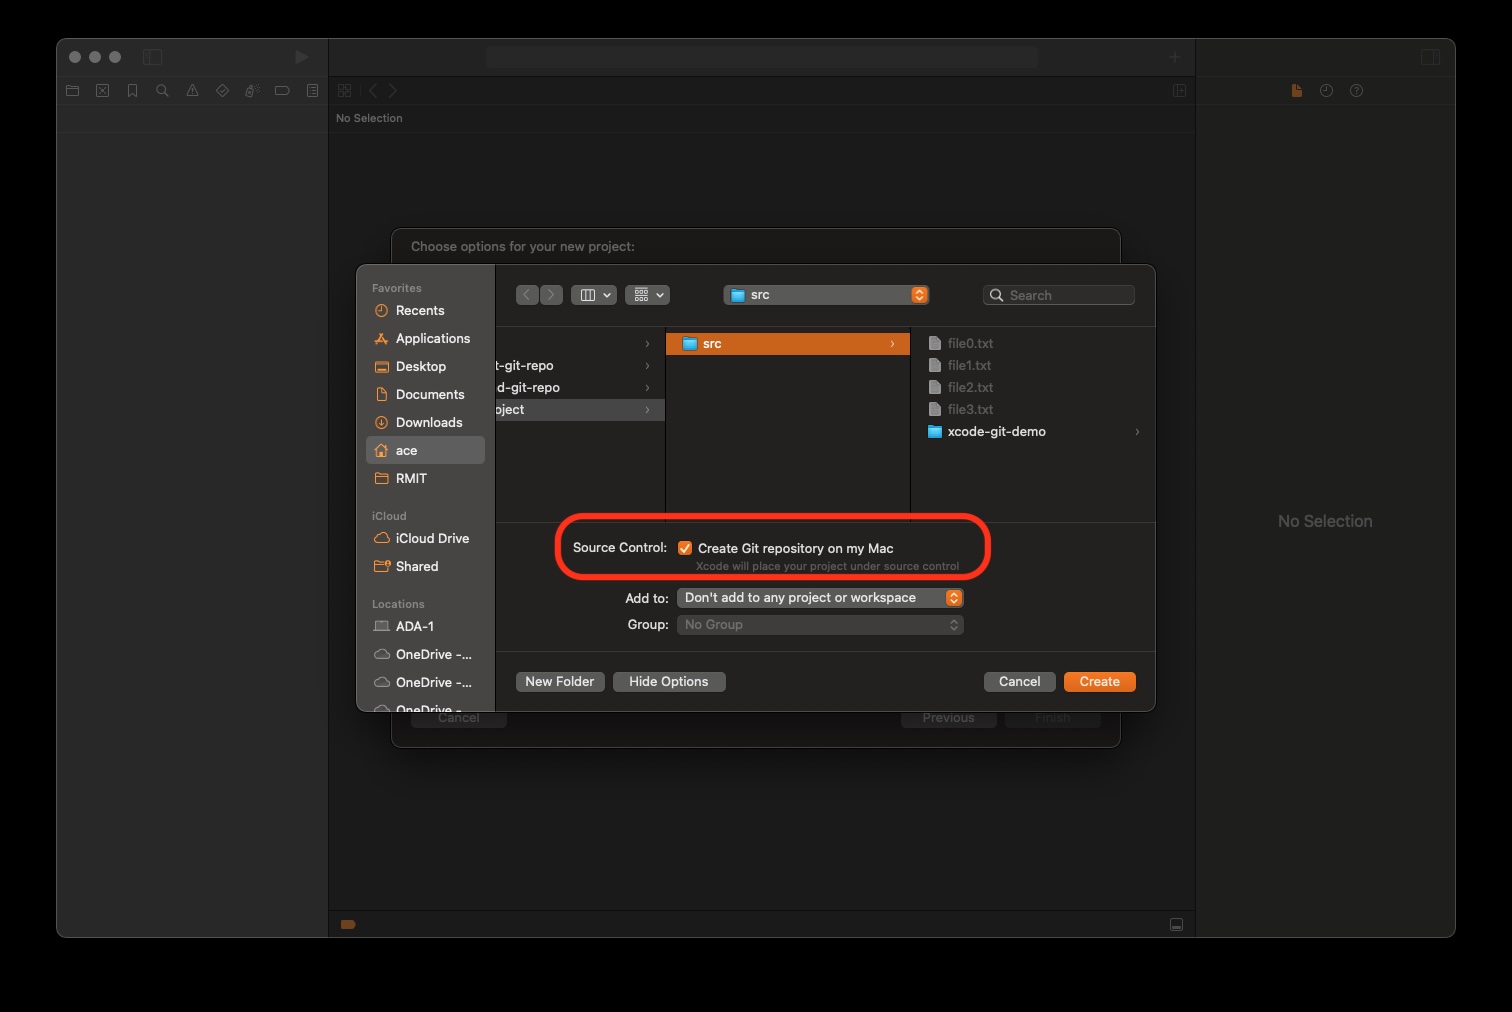 No Selection
Choose options for your new project:
Favorites
Recents
Applications
Desktop
Documents
Downloads
ace
RMIT
iCloud
iCloud Drive
Shared
Locations
ADA-1
OneDrive -...
OneDrive -...
OneDrive -
src
Search
t-git-repo
d-git-repo
oject
src
file0.txt
file1.txt
file2.txt
file3.txt
xcode-git-demo
Source Control: Create Git repository on my Mac
Xcode will place your project under source control
Add to: Don't add to any project or workspace
Group: No Group
New Folder Hide Options Cancel Create
Cancel Previous Finish
No Selection